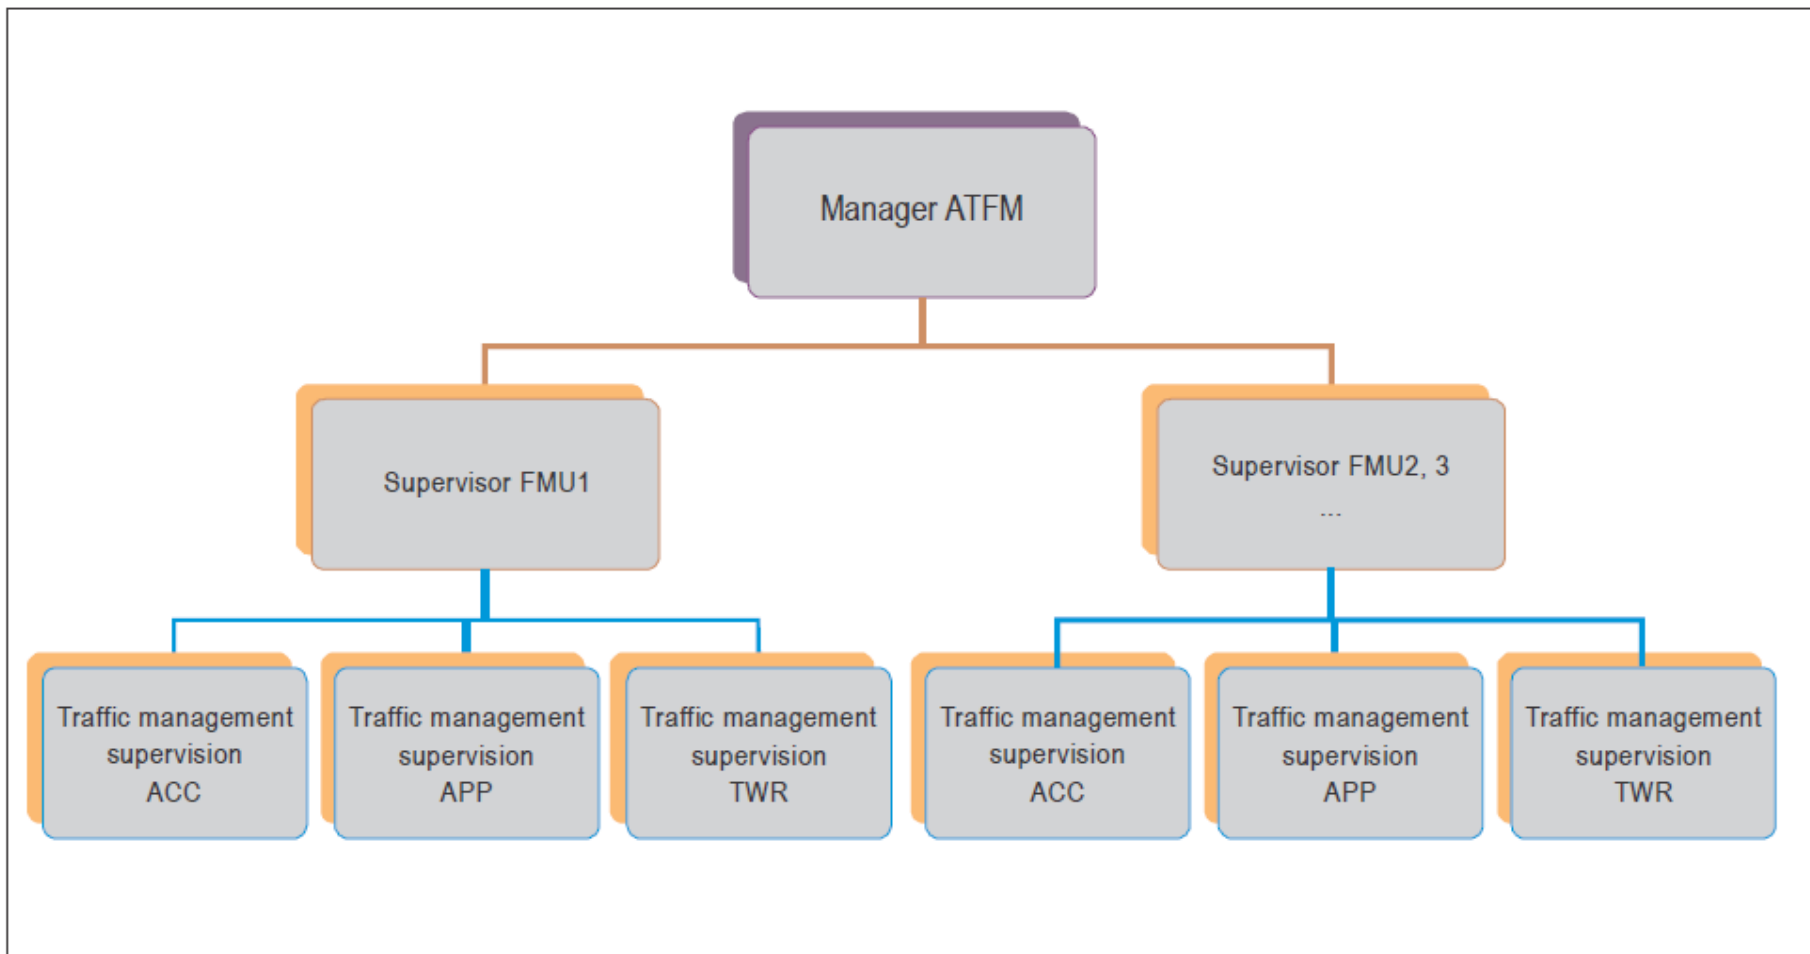 Manager ATFM
Supervisor FMU1
Supervisor FMU2, 3
...
Traffic management
supervision
ACC
Traffic management
supervision
APP
Traffic management
supervision
TWR
Traffic management
supervision
ACC
Traffic management
supervision
APP
Traffic management
supervision
TWR